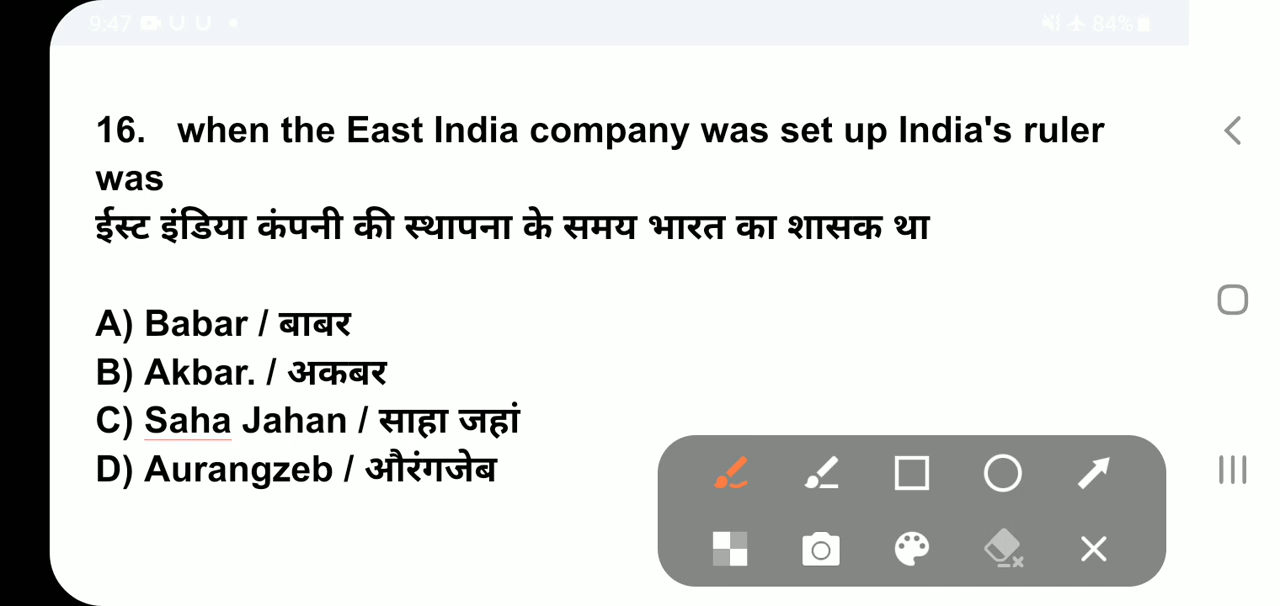 9:47 U U
84%
16. when the East India company was set up India's ruler
was
ईस्ट इंडिया कंपनी की स्थापना के समय भारत का शासक था
A) Babar / बाबर
B) Akbar. / अकबर
C) Saha Jahan / साहा जहां
D) Aurangzeb / औरंगजेब